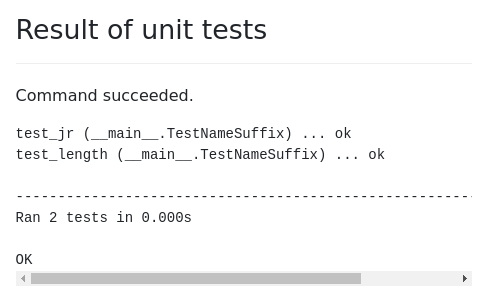 Result of unit tests
Command succeeded.
test_jr (__main__.TestNameSuffix) ... ok
test_length (__main__.TestNameSuffix) ... ok
------------------------------------------------------
Ran 2 tests in 0.000s
OK